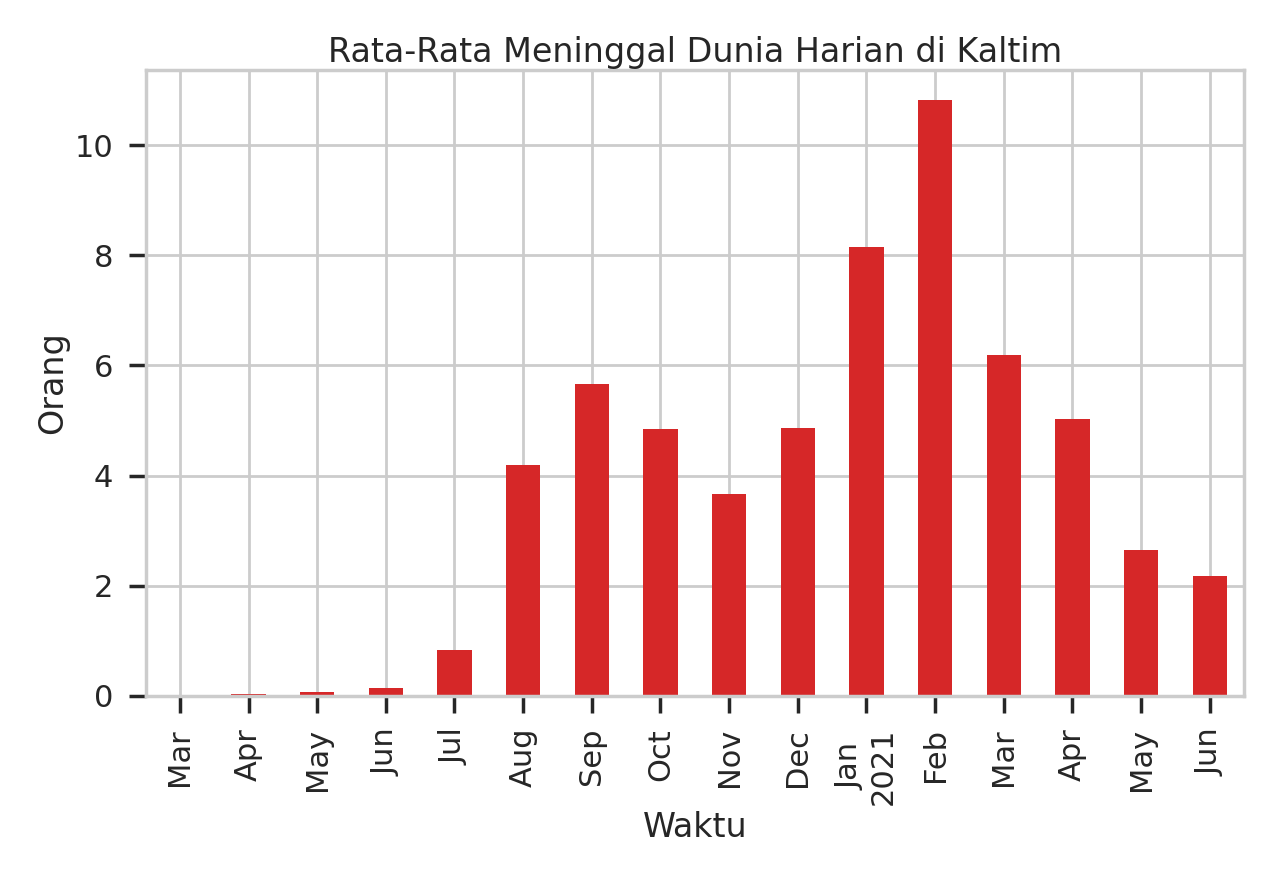 Rata-Rata Meninggal Dunia Harian di Kaltim
10
8
6
4
2
0
Orang
Mar
Apr
May
Jun
Jul
Aug
Sep
Oct
Nov
Dec
Jan
2021
Feb
Mar
Apr
May
Jun
Waktu